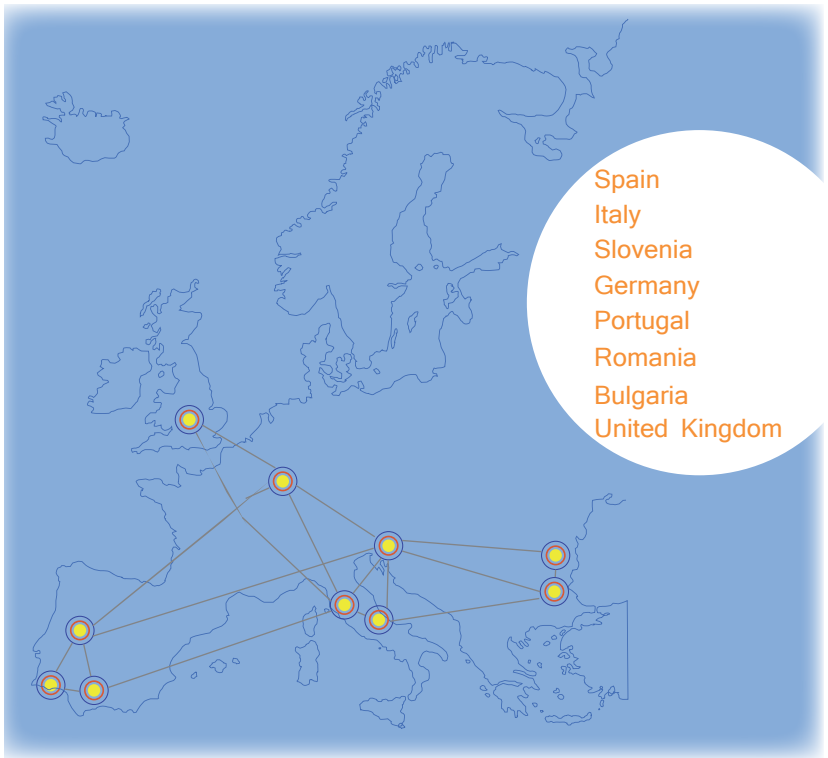 Spain
Italy
Slovenia
Germany
Portugal
Romania
Bulgaria
United Kingdom